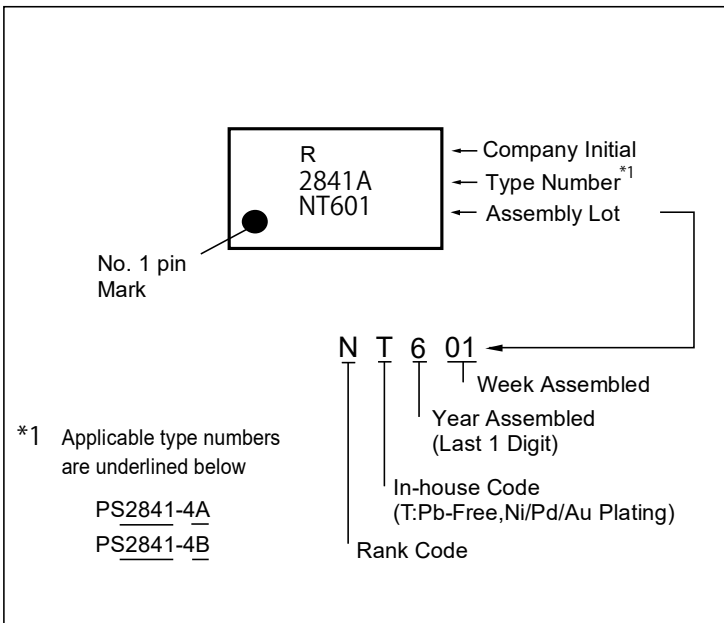 R
2841A
NT601
Company Initial
Type Number*1
Assembly Lot
No. 1 pin
Mark
N T 6 01
Week Assembled
Year Assembled
(Last 1 Digit)
In-house Code
(T:Pb-Free,Ni/Pd/Au Plating)
Rank Code
*1 Applicable type numbers
are underlined below
PS2841-4A
PS2841-4B